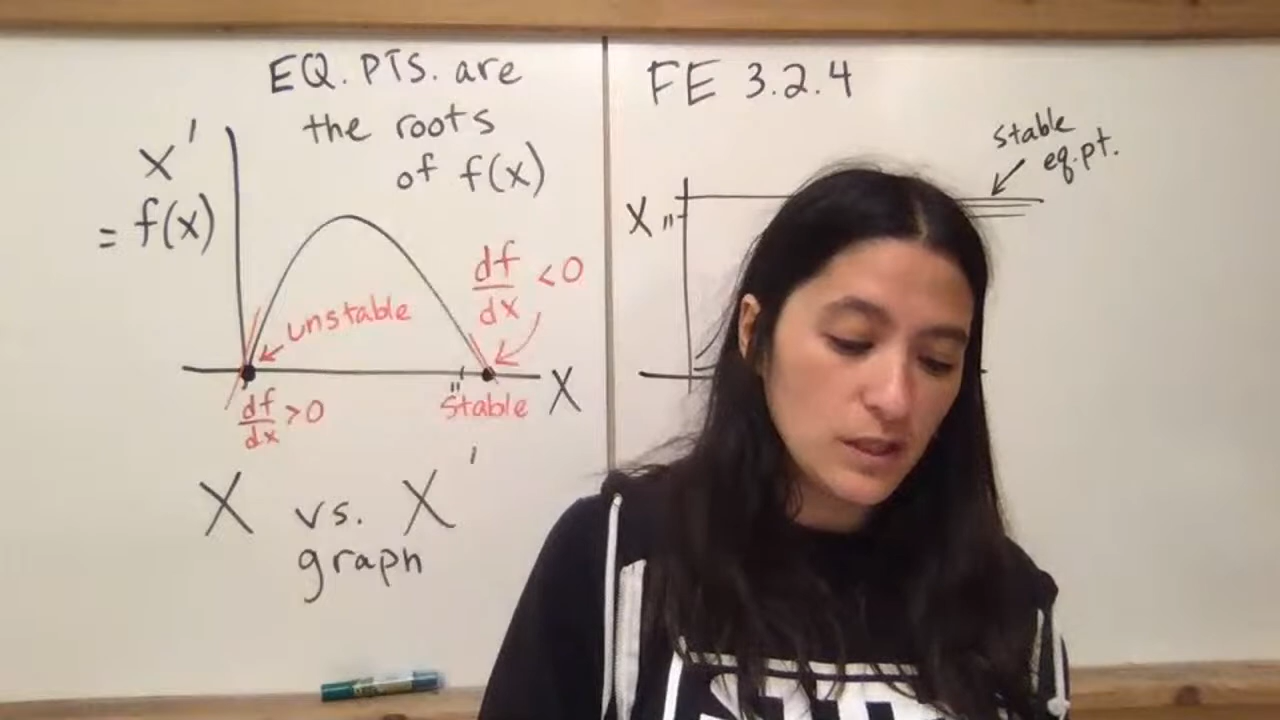 EQ. PTS. are
the roots
of f(x)
X'
= f(x)
unstable
df/dx < 0
df/dx > 0
stable
X
X vs. X'
graph
FE 3.2.4
stable
eq.pt.
X